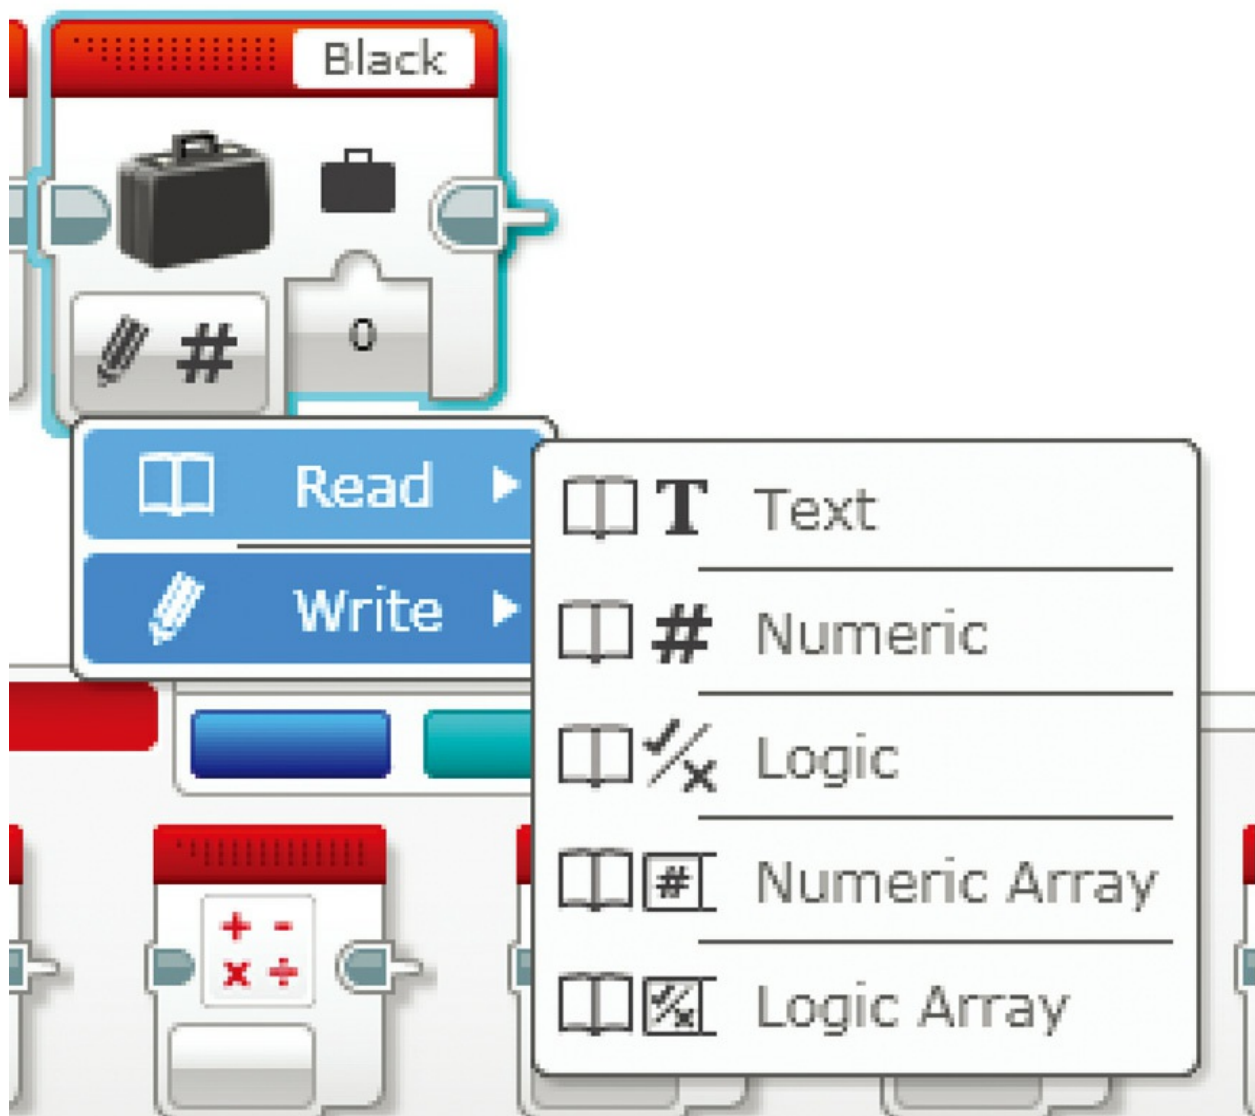 Black
#
0
Read
Write
T Text
# Numeric
Logic
# Numeric Array
Logic Array
+ -
× ÷